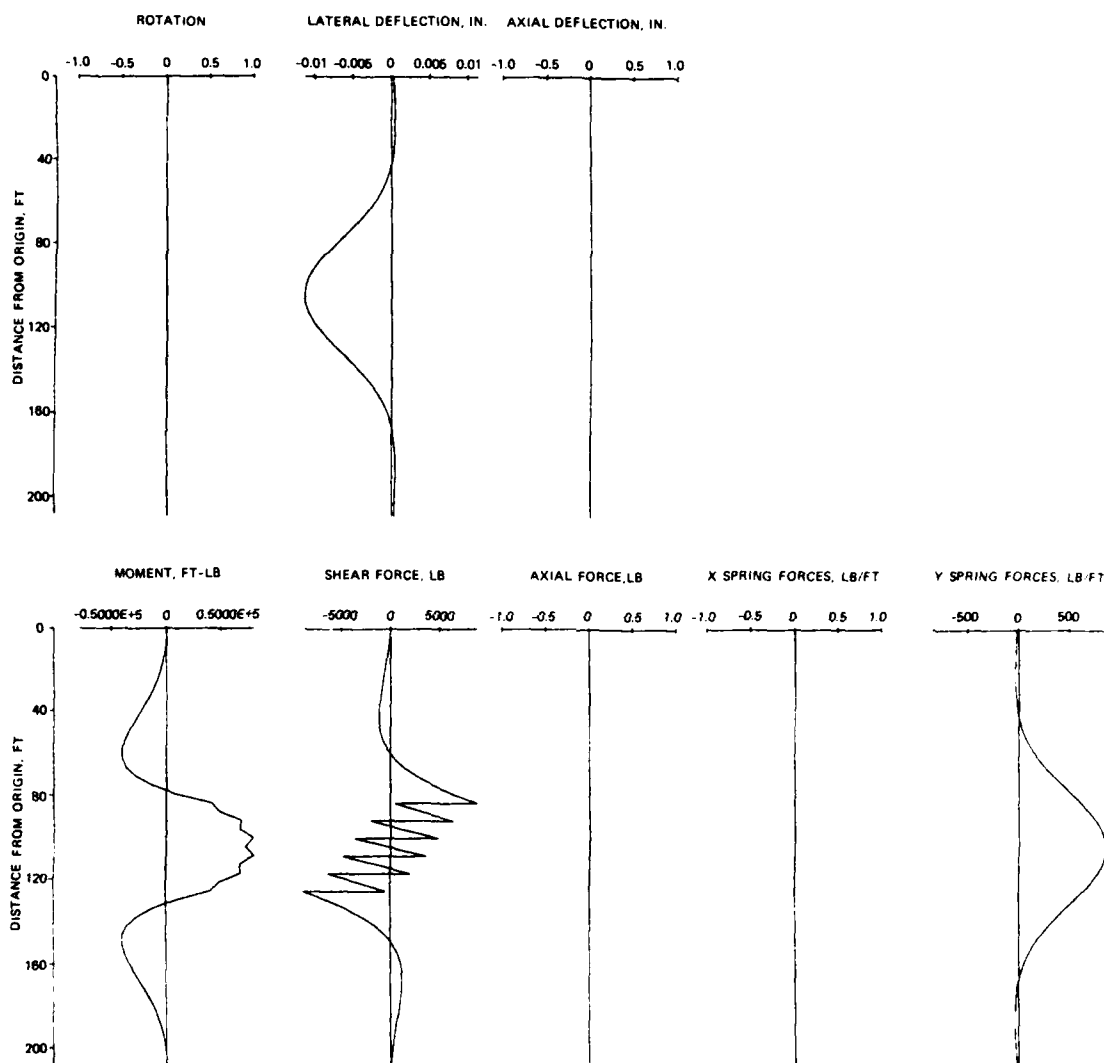 ROTATION LATERAL DEFLECTION, IN. AXIAL DEFLECTION, IN.
-1.0 -0.5 0 0.5 1.0 -0.01 -0.005 0 0.005 0.01 -1.0 -0.5 0 0.5 1.0
0
40
80
120
160
200
DISTANCE FROM ORIGIN, FT
MOMENT, FT-LB SHEAR FORCE, LB AXIAL FORCE, LB X SPRING FORCES, LB/FT Y SPRING FORCES, LB/FT
-0.5000E+5 0 0.5000E+5 -5000 0 5000 -1.0 -0.5 0 0.5 1.0 -1.0 -0.5 0 0.5 1.0 -500 0 500
0
40
80
120
160
200
DISTANCE FROM ORIGIN, FT